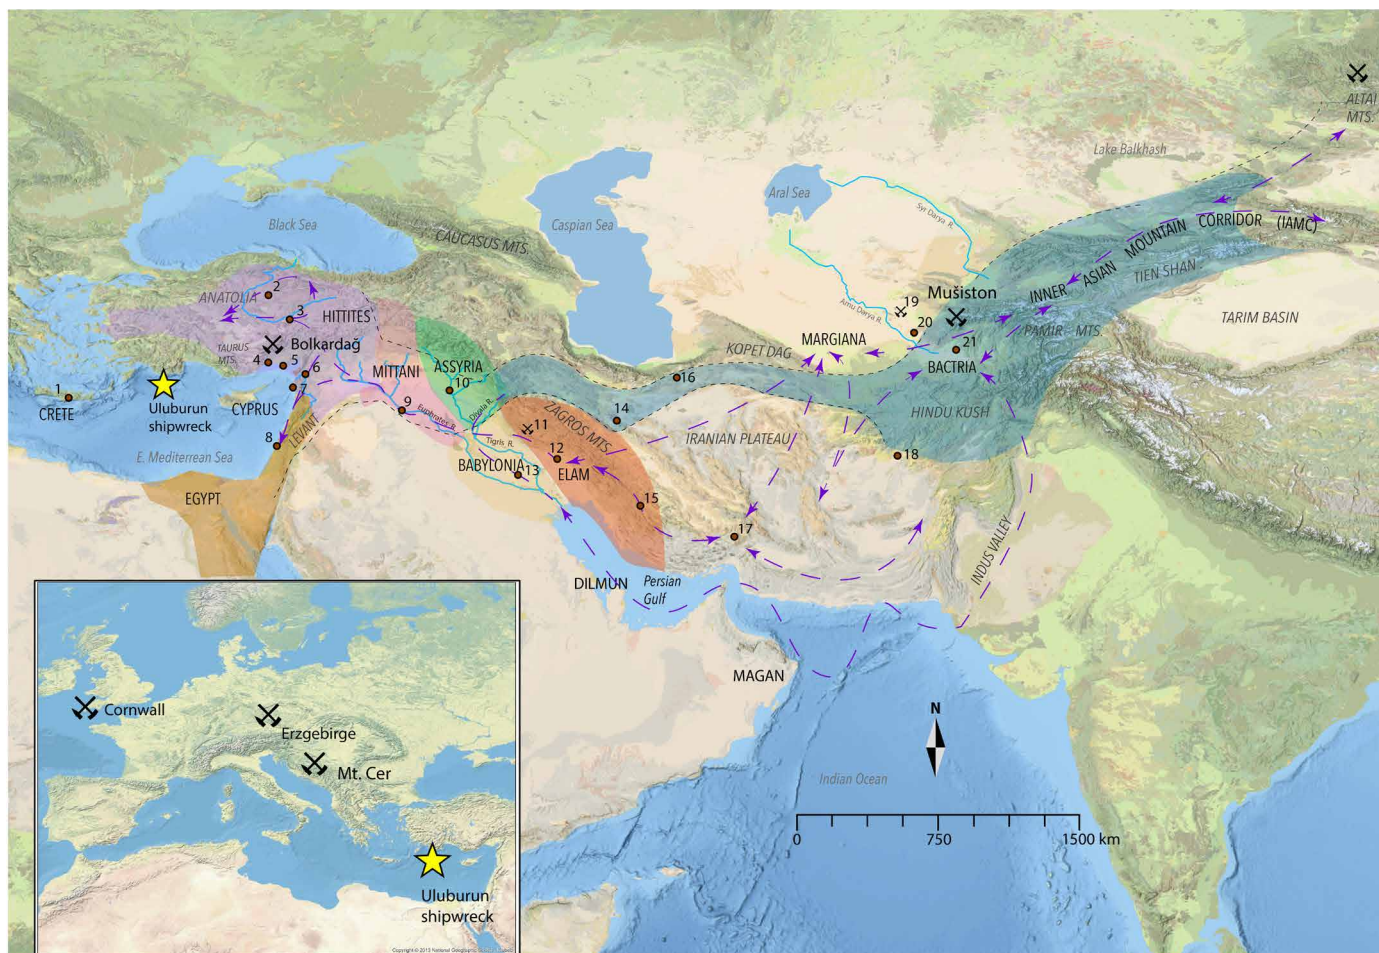 ALTAI
MTS.
Lake Balkhash
Aral Sea
Syr Darya R.
Black Sea
Caspian Sea
CAUCASUS MTS.
INNER ASIAN MOUNTAIN CORRIDOR (IAMC)
TIEN SHAN
ANATOLIA
2
3
HITTITES
Mušiston
19
20
21
Amu Darya R.
TARIM BASIN
PAMIR MTS.
MARGIANA
KOPET DAG
BACTRIA
HINDU KUSH
TAURUS
MTS.
Bolkardağ
4
5
6
7
MITTANI
ASSYRIA
10
16
1
CRETE
Uluburun
shipwreck
CYPRUS
LEVANT
8
9
Euphrates R.
Diyala R.
Tigris R.
ZAGROS MTS.
11
12
14
IRANIAN PLATEAU
18
E. Mediterranean Sea
BABYLONIA
13
ELAM
15
17
EGYPT
INDUS VALLEY
DILMUN
Persian
Gulf
MAGAN
N
Indian Ocean
0
750
1500 km
Cornwall
Erzgebirge
Mt. Cer
Uluburun
shipwreck